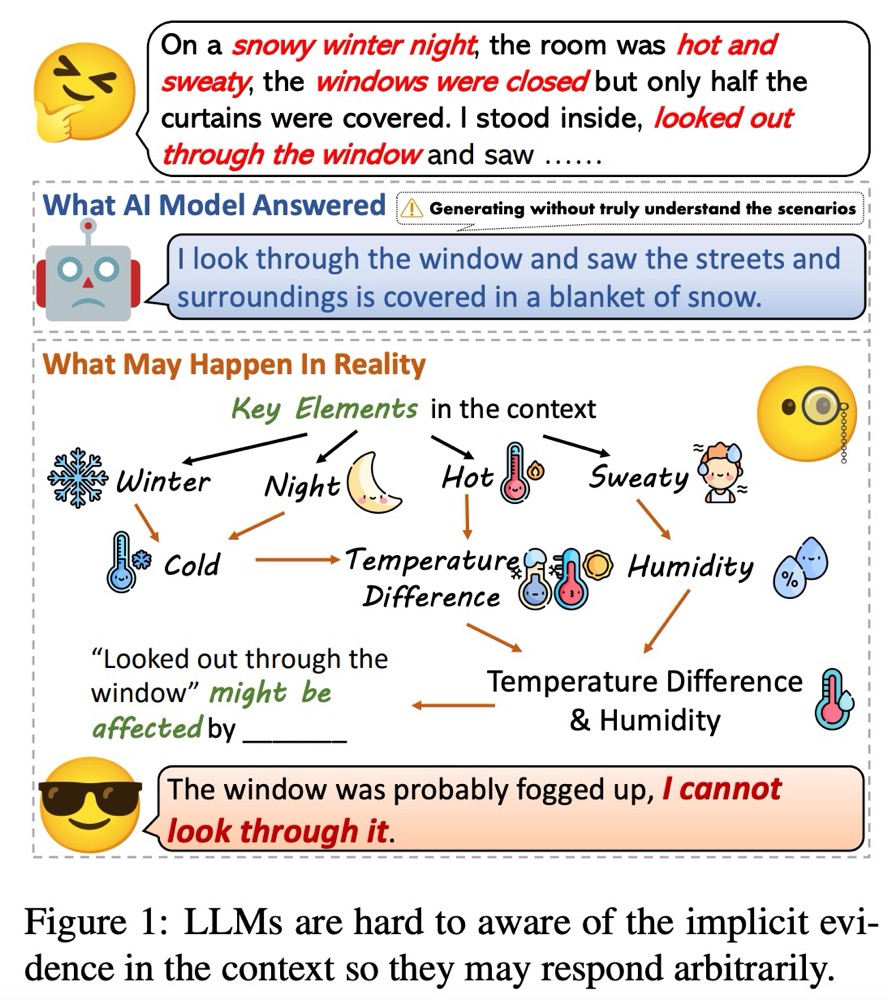 On a snowy winter night, the room was hot and
sweaty, the windows were closed but only half the
curtains were covered. I stood inside, looked out
through the window and saw ......
What AI Model Answered
Generating without truly understand the scenarios
I look through the window and saw the streets and
surroundings is covered in a blanket of snow.
What May Happen In Reality
Key Elements in the context
Winter
Night
Hot
Sweaty
Cold
Temperature
Difference
Humidity
%
“Looked out through the
window” might be
affected by _______
Temperature Difference
& Humidity
The window was probably fogged up, I cannot
look through it.
Figure 1: LLMs are hard to aware of the implicit evi-
dence in the context so they may respond arbitrarily.